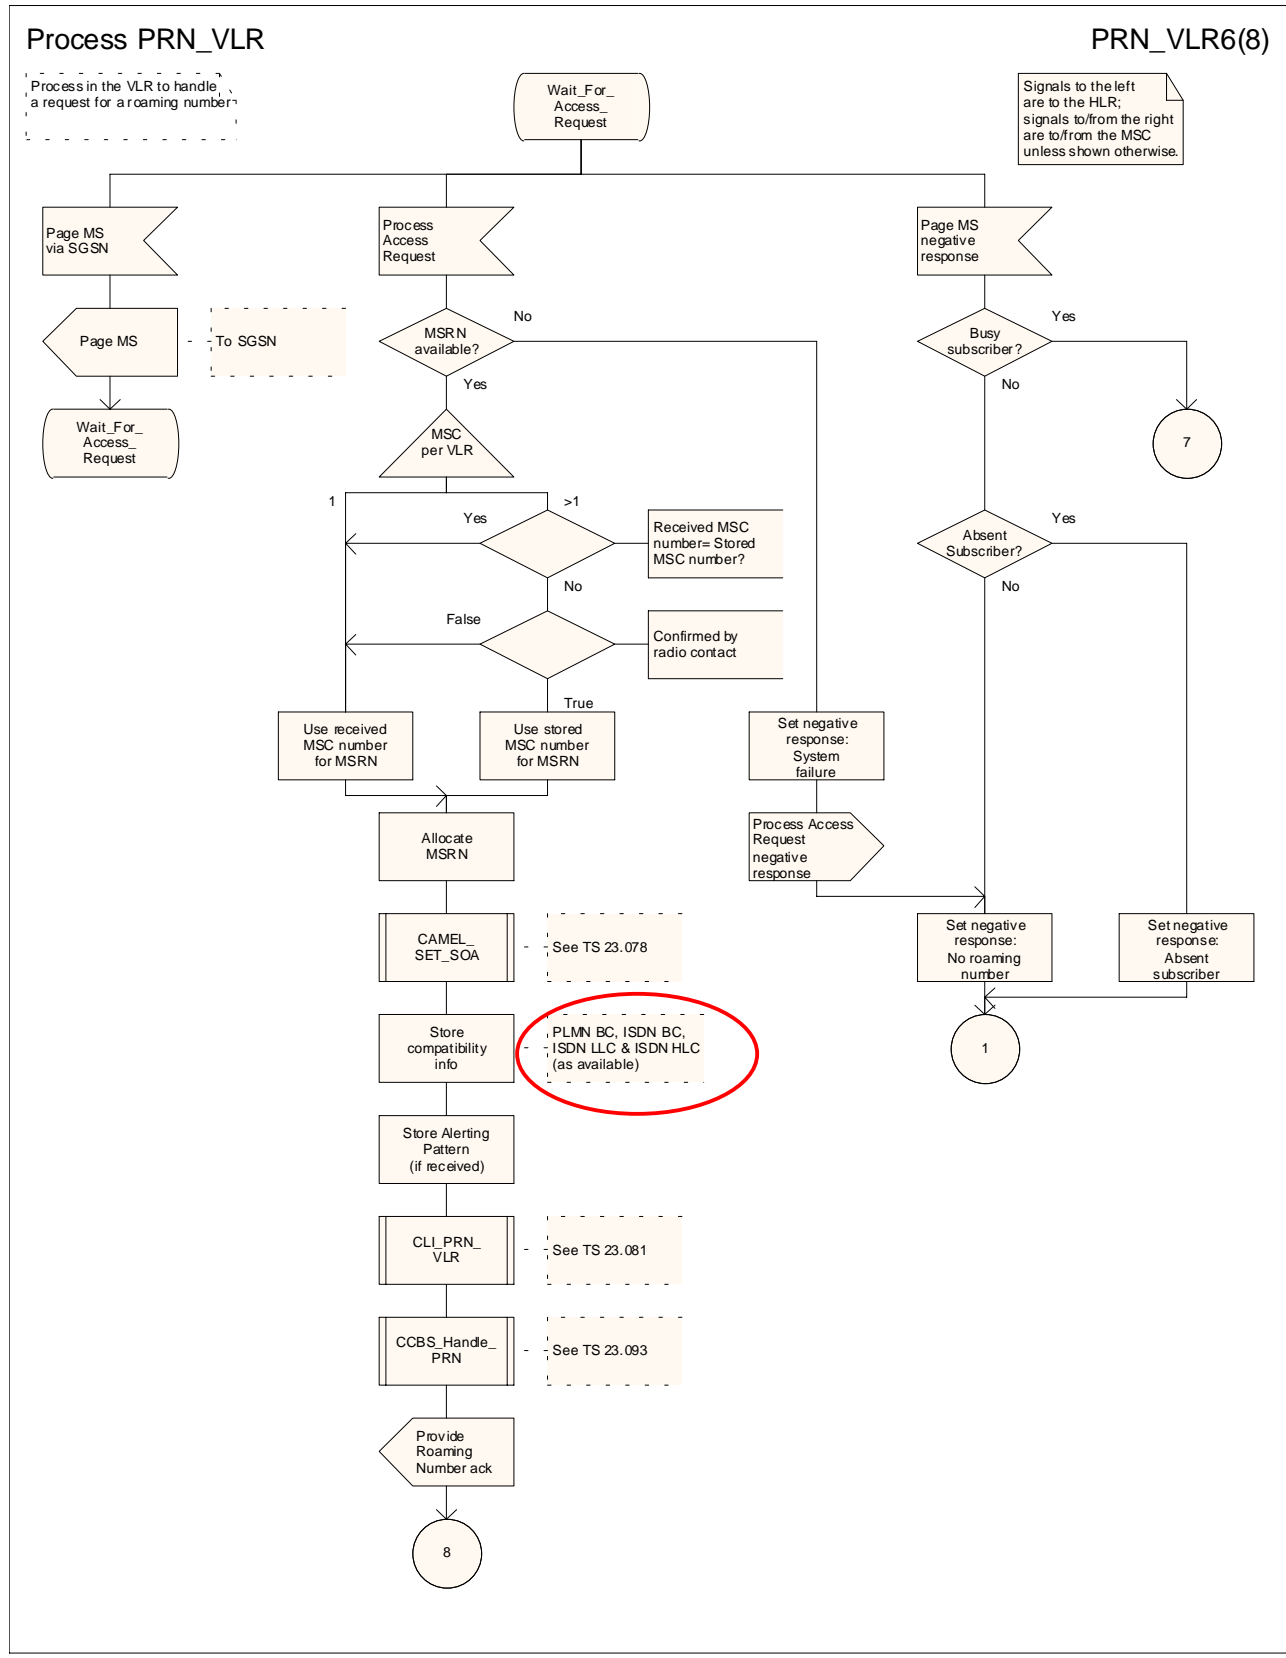 Process PRN_VLR
PRN_VLR6(8)
Process in the VLR to handle
a request for a roaming number
Wait_For_
Access_
Request
Signals to the left
are to the HLR;
signals to/from the right
are to/from the MSC
unless shown otherwise.
Page MS
via SGSN
Process
Access
Request
Page MS
negative
response
Page MS
To SGSN
MSRN
available?
No
Yes
Busy
subscriber?
Yes
No
Wait_For_
Access_
Request
MSC
per VLR
7
1
>1
Yes
Received MSC
number= Stored
MSC number?
No
Absent
Subscriber?
Yes
No
False
Confirmed by
radio contact
True
Use received
MSC number
for MSRN
Use stored
MSC number
for MSRN
Set negative
response:
System
failure
Allocate
MSRN
Process Access
Request
negative
response
CAMEL_
SET_SOA
See TS 23.078
Set negative
response:
No roaming
number
Set negative
response:
Absent
subscriber
Store
compatibility
info
PLMN BC, ISDN BC,
ISDN LLC & ISDN HLC
(as available)
1
Store Alerting
Pattern
(if received)
CLI_PRN_
VLR
See TS 23.081
CCBS_Handle_
PRN
See TS 23.093
Provide
Roaming
Number ack
8